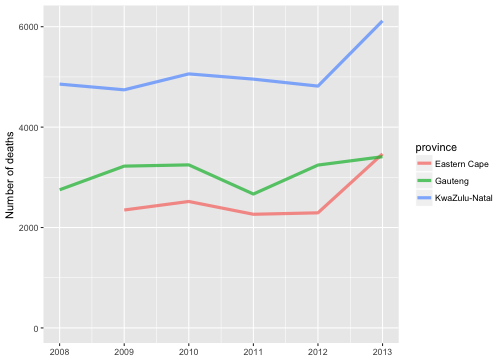 6000
4000
2000
0
Number of deaths
2008 2009 2010 2011 2012 2013
province
Eastern Cape
Gauteng
KwaZulu-Natal